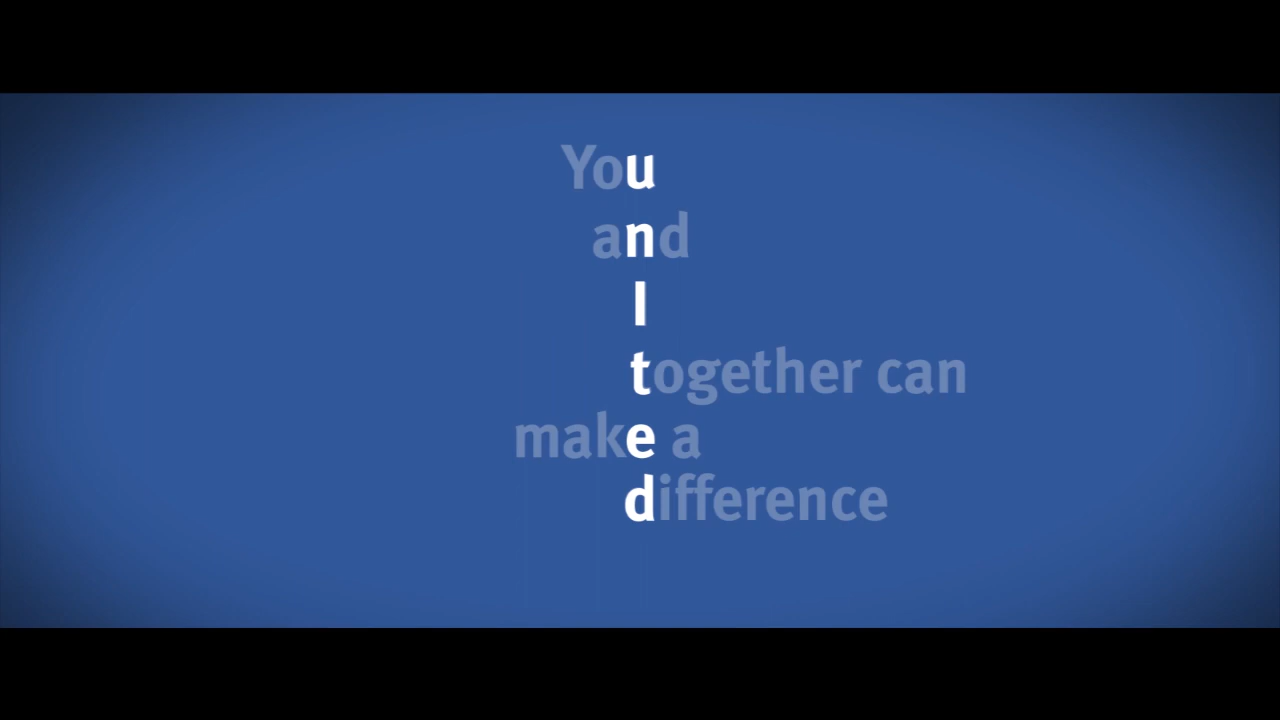 You
and
I
together can
make a
difference